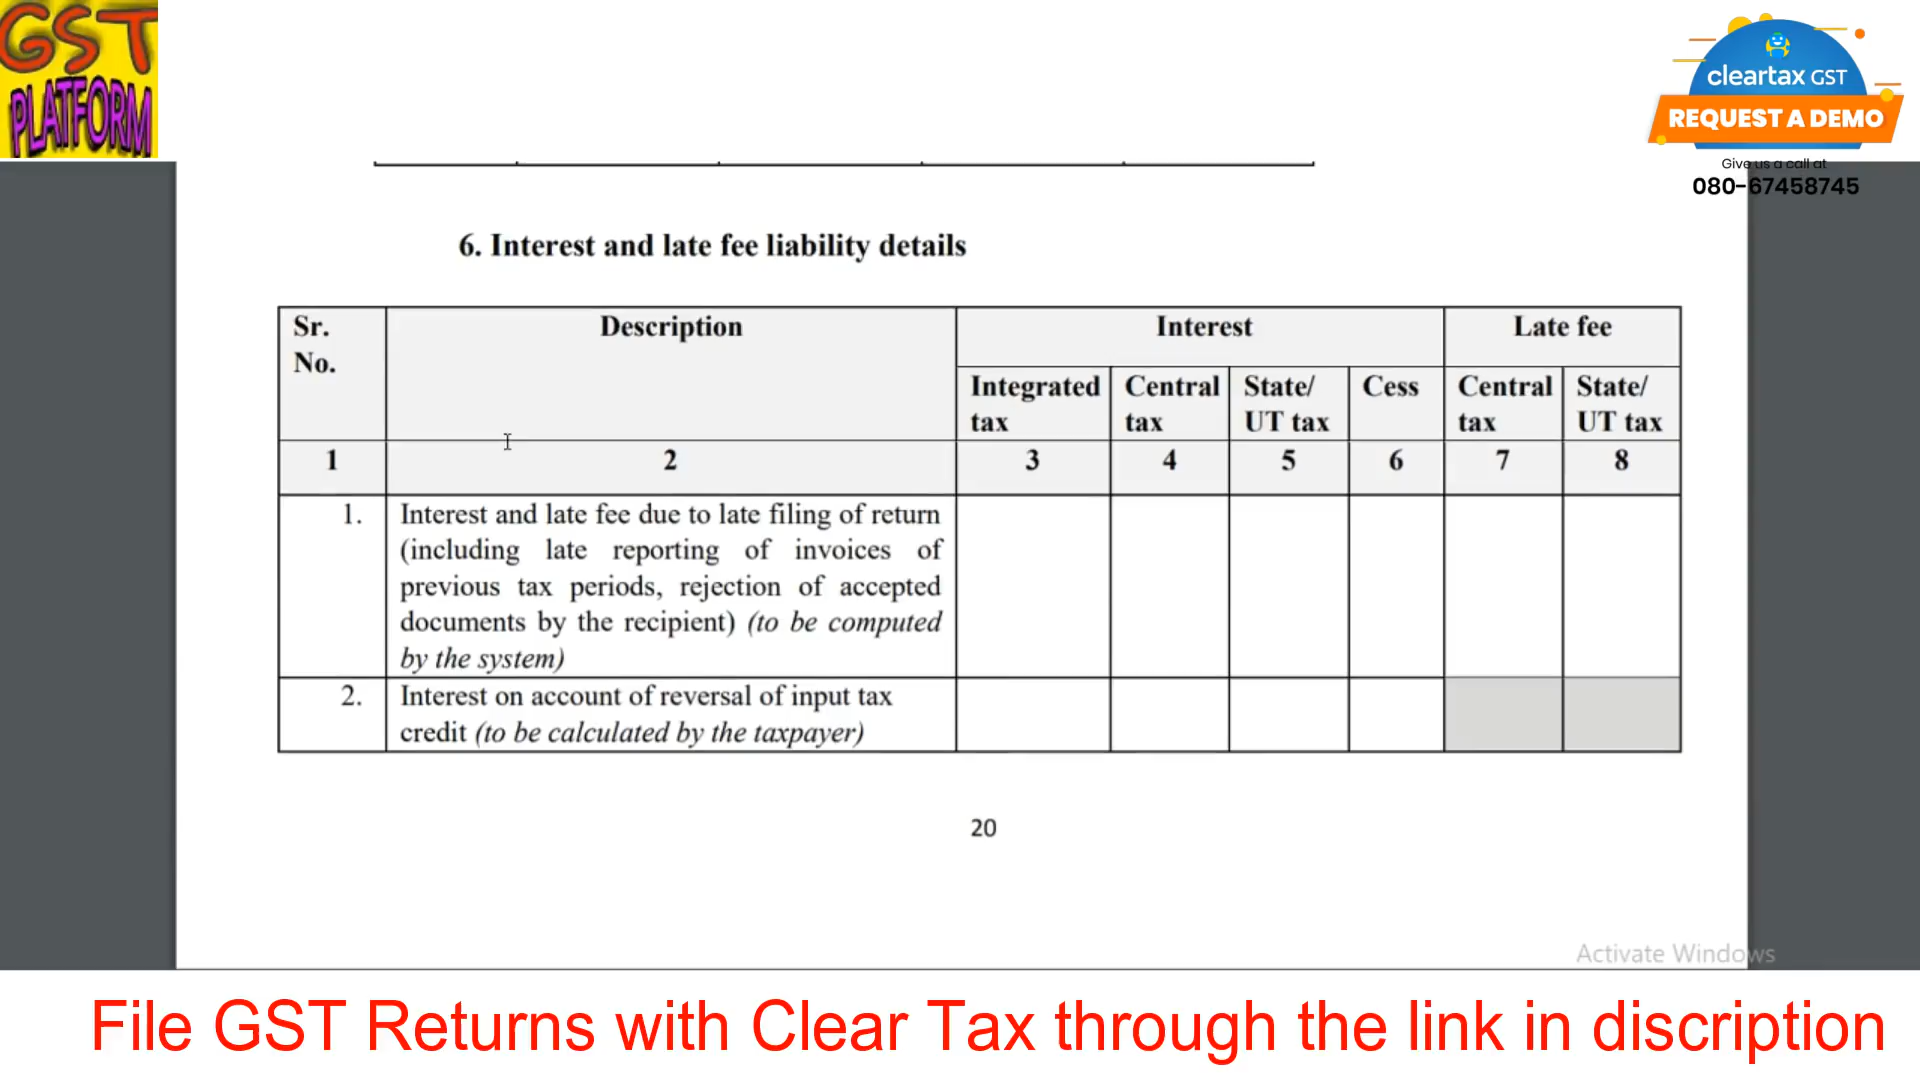 GST
PLATFORM
cleartax GST
REQUEST A DEMO
Give us a call at
080-67458745
6. Interest and late fee liability details
Sr. No. Description Interest Late fee
Integrated tax Central tax State/ UT tax Cess Central tax State/ UT tax
1 2 3 4 5 6 7 8
1. Interest and late fee due to late filing of return
(including late reporting of invoices of
previous tax periods, rejection of accepted
documents by the recipient) (to be computed
by the system)
2. Interest on account of reversal of input tax
credit (to be calculated by the taxpayer)
20
Activate Windows
File GST Returns with Clear Tax through the link in discription